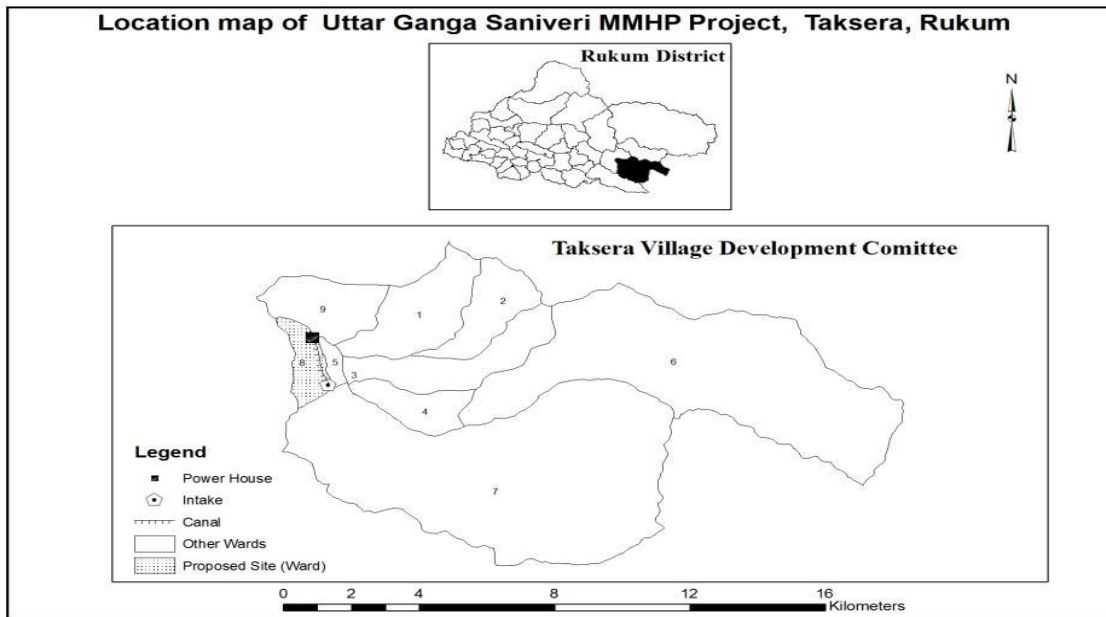 Location map of Uttar Ganga Saniveri MMHP Project, Taksera, Rukum
Rukum District
N
Taksera Village Development Comittee
9
1
2
8
5
3
6
4
7
Legend
Power House
Intake
Canal
Other Wards
Proposed Site (Ward)
0 2 4 8 12 16
Kilometers